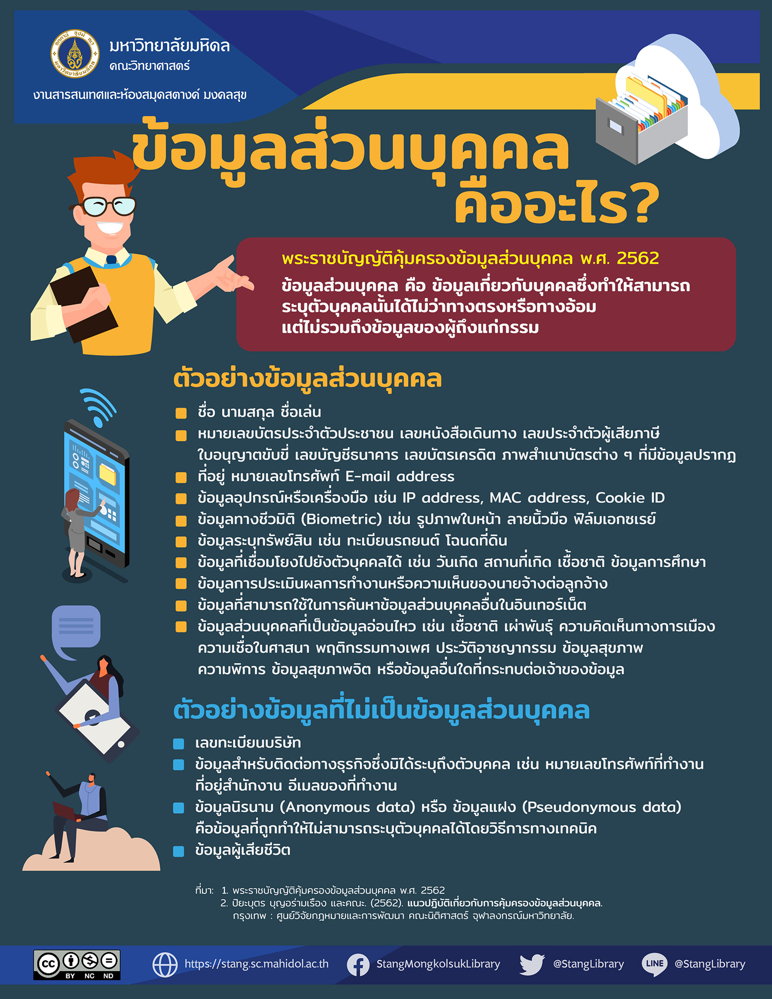 อตฺตานํ อุปมํ กเร
มหาวิทยาลัยมหิดล
มหาวิทยาลัยมหิดล
คณะวิทยาศาสตร์
งานสารสนเทศและห้องสมุดสตางค์ มงคลสุข
ข้อมูลส่วนบุคคล
คืออะไร?
พระราชบัญญัติคุ้มครองข้อมูลส่วนบุคคล พ.ศ. 2562
ข้อมูลส่วนบุคคล คือ ข้อมูลเกี่ยวกับบุคคลซึ่งทำให้สามารถ
ระบุตัวบุคคลนั้นได้ไม่ว่าทางตรงหรือทางอ้อม
แต่ไม่รวมถึงข้อมูลของผู้ถึงแก่กรรม
ตัวอย่างข้อมูลส่วนบุคคล
ชื่อ นามสกุล ชื่อเล่น
หมายเลขบัตรประจำตัวประชาชน เลขหนังสือเดินทาง เลขประจำตัวผู้เสียภาษี
ใบอนุญาตขับขี่ เลขบัญชีธนาคาร เลขบัตรเครดิต ภาพสำเนาบัตรต่าง ๆ ที่มีข้อมูลปรากฏ
ที่อยู่ หมายเลขโทรศัพท์ E-mail address
ข้อมูลอุปกรณ์หรือเครื่องมือ เช่น IP address, MAC address, Cookie ID
ข้อมูลทางชีวมิติ (Biometric) เช่น รูปภาพใบหน้า ลายนิ้วมือ ฟิล์มเอกซเรย์
ข้อมูลระบุทรัพย์สิน เช่น ทะเบียนรถยนต์ โฉนดที่ดิน
ข้อมูลที่เชื่อมโยงไปยังตัวบุคคลได้ เช่น วันเกิด สถานที่เกิด เชื้อชาติ ข้อมูลการศึกษา
ข้อมูลการประเมินผลการทำงานหรือความเห็นของนายจ้างต่อลูกจ้าง
ข้อมูลที่สามารถใช้ในการค้นหาข้อมูลส่วนบุคคลอื่นในอินเทอร์เน็ต
ข้อมูลส่วนบุคคลที่เป็นข้อมูลอ่อนไหว เช่น เชื้อชาติ เผ่าพันธุ์ ความคิดเห็นทางการเมือง
ความเชื่อในศาสนา พฤติกรรมทางเพศ ประวัติอาชญากรรม ข้อมูลสุขภาพ
ความพิการ ข้อมูลสุขภาพจิต หรือข้อมูลอื่นใดที่กระทบต่อเจ้าของข้อมูล
ตัวอย่างข้อมูลที่ไม่เป็นข้อมูลส่วนบุคคล
เลขทะเบียนบริษัท
ข้อมูลสำหรับติดต่อทางธุรกิจซึ่งมิได้ระบุถึงตัวบุคคล เช่น หมายเลขโทรศัพท์ที่ทำงาน
ที่อยู่สำนักงาน อีเมลของที่ทำงาน
ข้อมูลนิรนาม (Anonymous data) หรือ ข้อมูลแฝง (Pseudonymous data)
คือข้อมูลที่ถูกทำให้ไม่สามารถระบุตัวบุคคลได้โดยวิธีการทางเทคนิค
ข้อมูลผู้เสียชีวิต
ที่มา: 1. พระราชบัญญัติคุ้มครองข้อมูลส่วนบุคคล พ.ศ. 2562
2. ปิยะบุตร บุญอร่ามเรือง และคณะ. (2562). แนวปฏิบัติเกี่ยวกับการคุ้มครองข้อมูลส่วนบุคคล.
กรุงเทพ : ศูนย์วิจัยกฎหมายและการพัฒนา คณะนิติศาสตร์ จุฬาลงกรณ์มหาวิทยาลัย.
cc BY NC ND
https://stang.sc.mahidol.ac.th
StangMongkolsukLibrary
@StangLibrary
LINE @StangLibrary